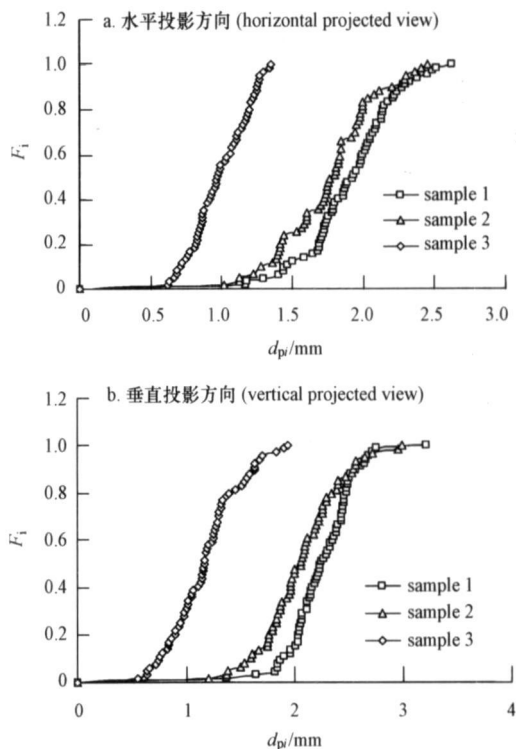 a. 水平投影方向 (horizontal projected view)
1.2
1.0
0.8
0.6
0.4
0.2
0
F_i
sample 1
sample 2
sample 3
0 0.5 1.0 1.5 2.0 2.5 3.0
d_pi/mm
b. 垂直投影方向 (vertical projected view)
1.2
1.0
0.8
0.6
0.4
0.2
0
F_i
sample 1
sample 2
sample 3
0 1 2 3 4
d_pi/mm